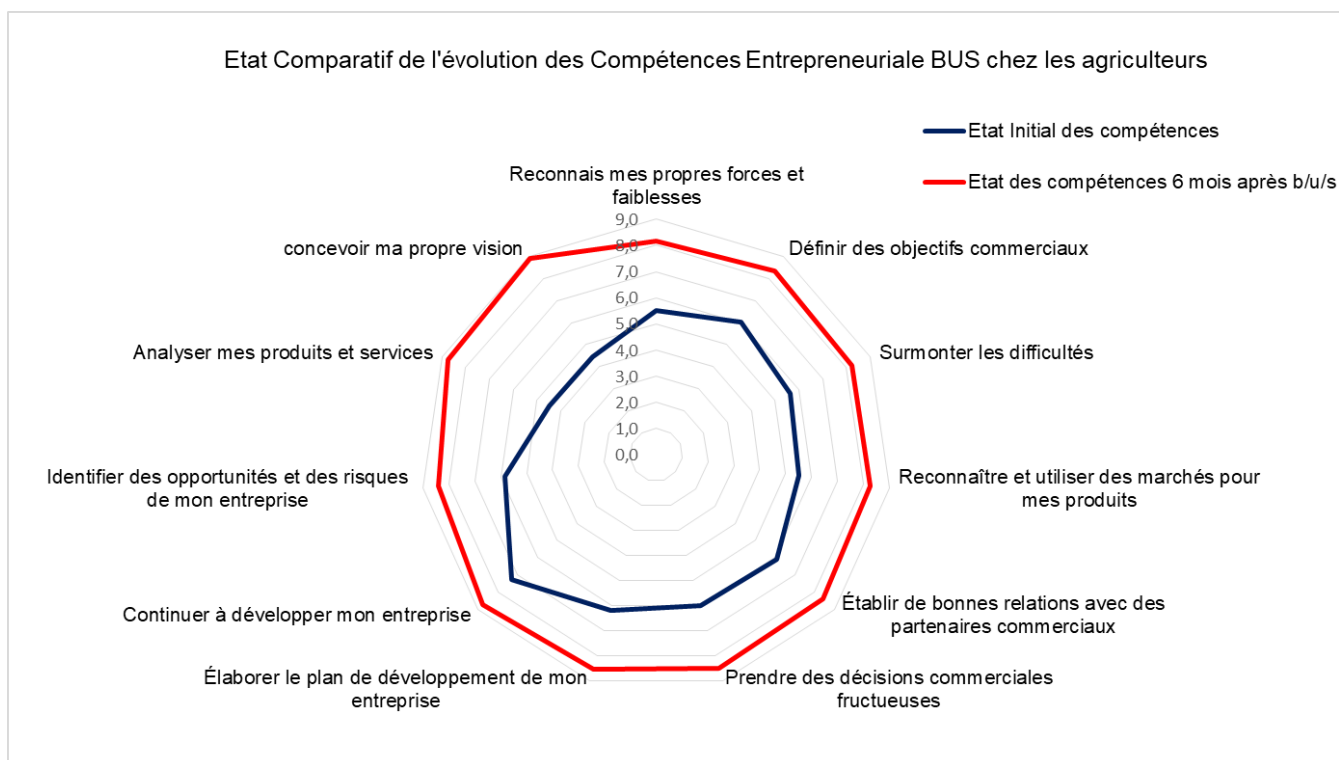 Etat Comparatif de l'évolution des Compétences Entrepreneuriale BUS chez les agriculteurs
Etat Initial des compétences
Etat des compétences 6 mois après b/u/s
Reconnais mes propres forces et
faiblesses
Définir des objectifs commerciaux
Surmonter les difficultés
Reconnaître et utiliser des marchés pour
mes produits
Établir de bonnes relations avec des
partenaires commerciaux
Prendre des décisions commerciales
fructueuses
Élaborer le plan de développement de mon
entreprise
Continuer à développer mon entreprise
Identifier des opportunités et des risques
de mon entreprise
Analyser mes produits et services
concevoir ma propre vision
9,0
8,0
7,0
6,0
5,0
4,0
3,0
2,0
1,0
0,0